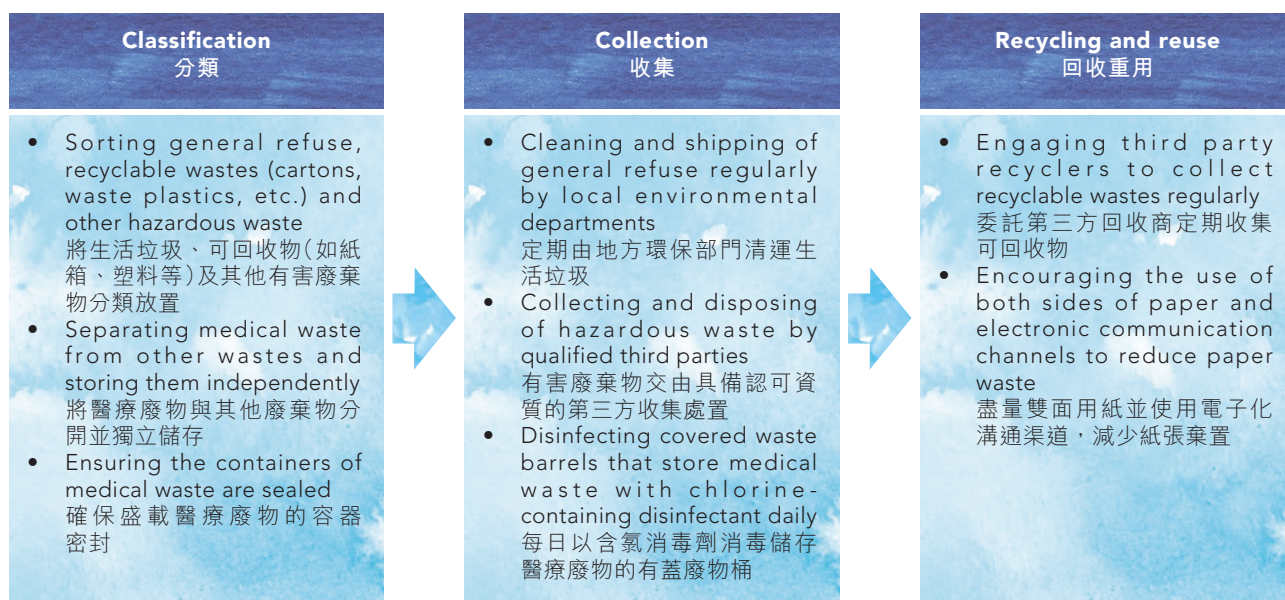 Classification
分類
• Sorting general refuse,
recyclable wastes (cartons,
waste plastics, etc.) and
other hazardous waste
將生活垃圾、可回收物(如紙
箱、塑料等)及其他有害廢棄
物分類放置
• Separating medical waste
from other wastes and
storing them independently
將醫療廢物與其他廢棄物分
開並獨立儲存
• Ensuring the containers of
medical waste are sealed
確保盛載醫療廢物的容器
密封
Collection
收集
• Cleaning and shipping of
general refuse regularly
by local environmental
departments
定期由地方環保部門清運生
活垃圾
• Collecting and disposing
of hazardous waste by
qualified third parties
有害廢棄物交由具備認可資
質的第三方收集處置
• Disinfecting covered waste
barrels that store medical
waste with chlorine-
containing disinfectant daily
每日以含氯消毒劑消毒儲存
醫療廢物的有蓋廢物桶
Recycling and reuse
回收重用
• Engaging third party
recyclers to collect
recyclable wastes regularly
委託第三方回收商定期收集
可回收物
• Encouraging the use of
both sides of paper and
electronic communication
channels to reduce paper
waste
盡量雙面用紙並使用電子化
溝通渠道，減少紙張棄置